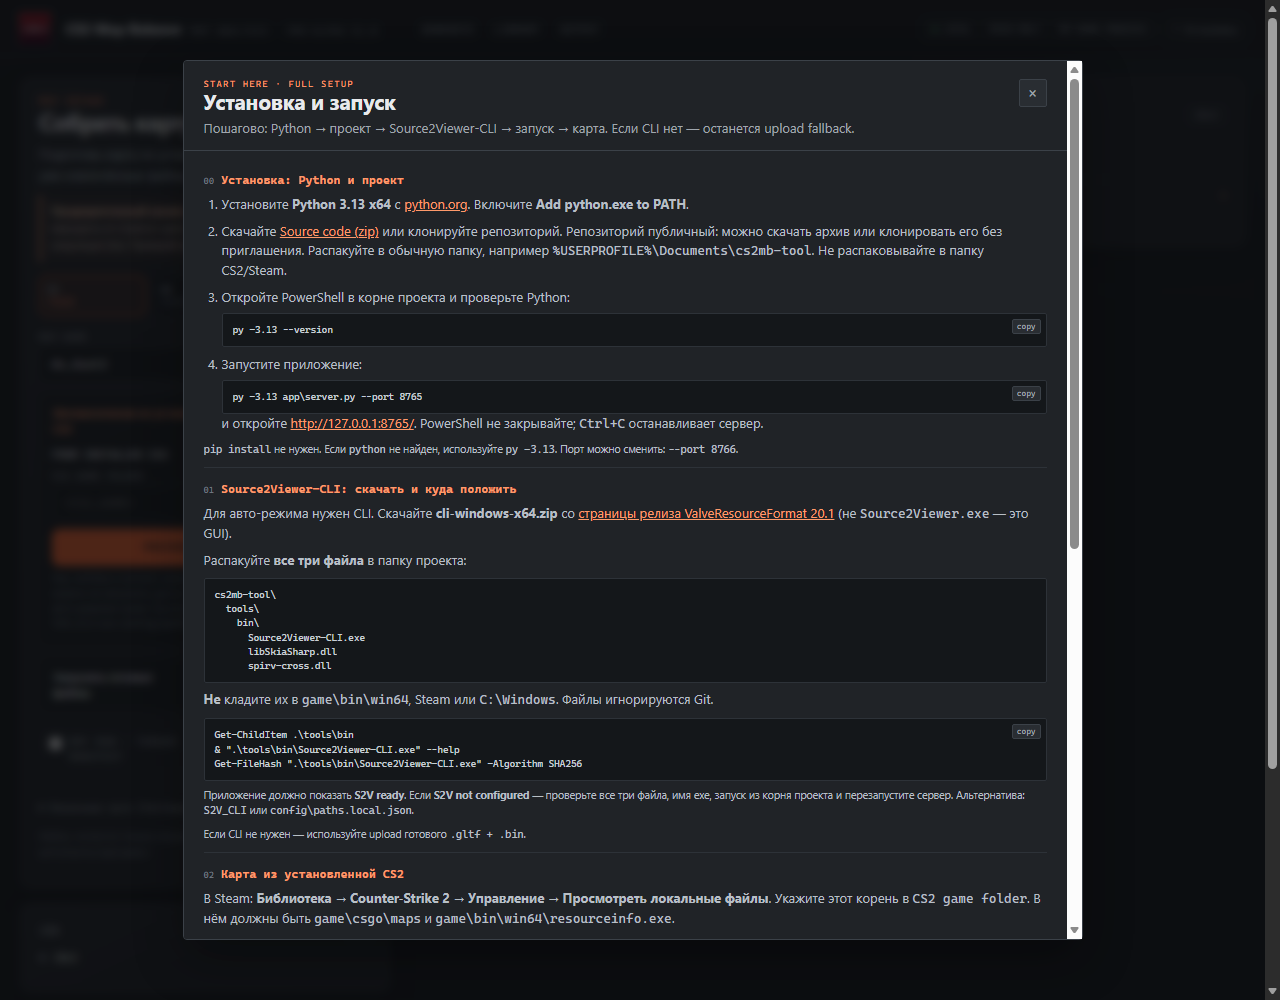 START HERE · FULL SETUP
Установка и запуск
×
Пошагово: Python → проект → Source2Viewer-CLI → запуск → карта. Если CLI нет — останется upload fallback.
00 Установка: Python и проект
1. Установите Python 3.13 x64 с python.org. Включите Add python.exe to PATH.
2. Скачайте Source code (zip) или клонируйте репозиторий. Репозиторий публичный: можно скачать архив или клонировать его без
приглашения. Распакуйте в обычную папку, например %USERPROFILE%\Documents\cs2mb-tool. Не распаковывайте в папку
CS2/Steam.
3. Откройте PowerShell в корне проекта и проверьте Python:
py -3.13 --version
copy
4. Запустите приложение:
py -3.13 app\server.py --port 8765
copy
и откройте http://127.0.0.1:8765/. PowerShell не закрывайте; Ctrl+C останавливает сервер.
pip install не нужен. Если python не найден, используйте py -3.13. Порт можно сменить: --port 8766.
01 Source2Viewer-CLI: скачать и куда положить
Для авто-режима нужен CLI. Скачайте cli-windows-x64.zip со страницы релиза ValveResourceFormat 20.1 (не Source2Viewer.exe — это
GUI).
Распакуйте все три файла в папку проекта:
cs2mb-tool\
tools\
bin\
Source2Viewer-CLI.exe
libSkiaSharp.dll
spirv-cross.dll
Не кладите их в game\bin\win64, Steam или C:\Windows. Файлы игнорируются Git.
Get-ChildItem .\tools\bin
copy
& ".\tools\bin\Source2Viewer-CLI.exe" --help
Get-FileHash ".\tools\bin\Source2Viewer-CLI.exe" -Algorithm SHA256
Приложение должно показать S2V ready. Если S2V not configured — проверьте все три файла, имя exe, запуск из корня проекта и перезапустите сервер. Альтернатива:
S2V_CLI или config\paths.local.json.
Если CLI не нужен — используйте upload готового .gltf + .bin.
02 Карта из установленной CS2
В Steam: Библиотека → Counter-Strike 2 → Управление → Просмотреть локальные файлы. Укажите этот корень в CS2 game folder. В
нём должны быть game\csgo\maps и game\bin\win64\resourceinfo.exe.